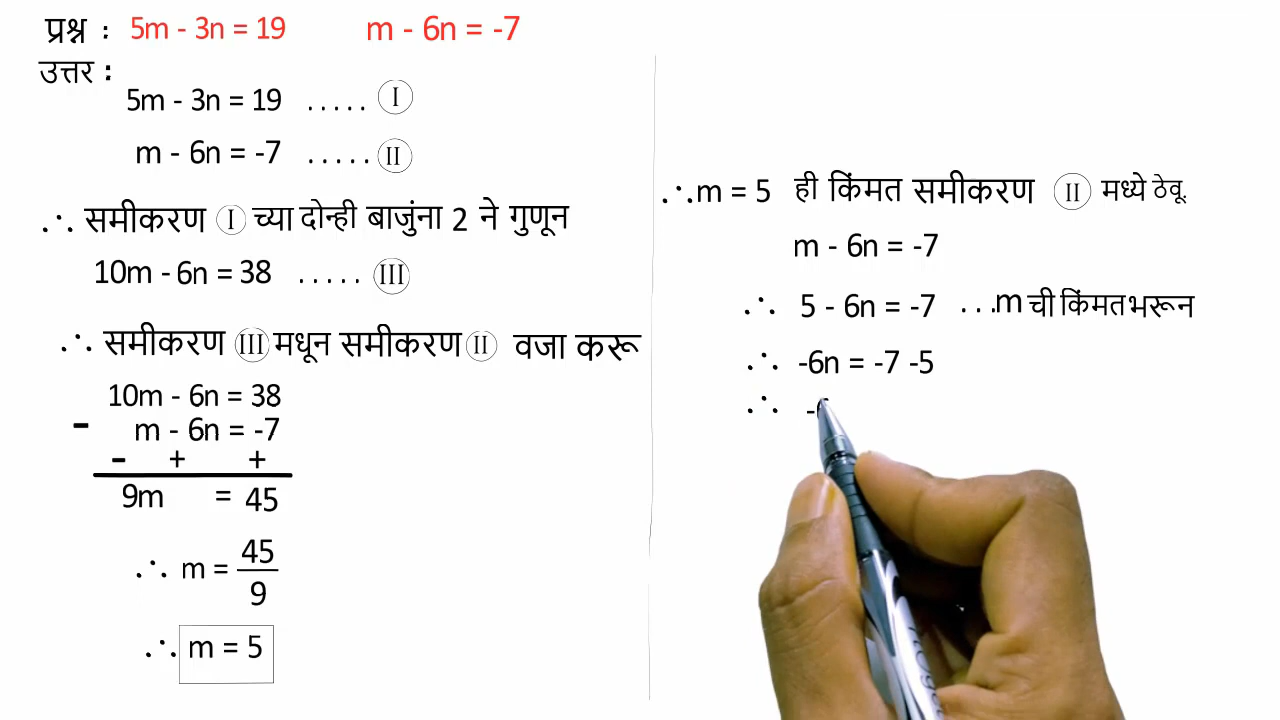 प्रश्न : 5m - 3n = 19 m - 6n = -7
उत्तर :
5m - 3n = 19 ..... I
m - 6n = -7 ..... II
∴ समीकरण I च्या दोन्ही बाजुंना 2 ने गुणून
10m - 6n = 38 ..... III
∴ समीकरण III मधून समीकरण II वजा करू
10m - 6n = 38
- m - 6n = -7
- + +
9m = 45
∴ m = 45/9
∴ m = 5
∴ m = 5 ही किंमत समीकरण II मध्ये ठेवू.
m - 6n = -7
∴ 5 - 6n = -7 ...m ची किंमत भरून
∴ -6n = -7 -5
∴ -